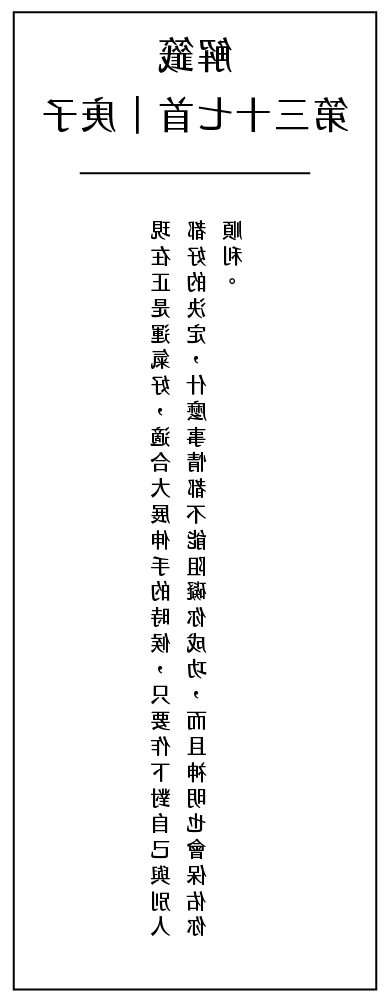 解籤
第三十七首｜庚子
現在正是運氣好，適合大展伸手的時候，只要作下對自己與別人
都好的決定，什麼事情都不能阻礙你成功，而且神明也會保佑你
順利。